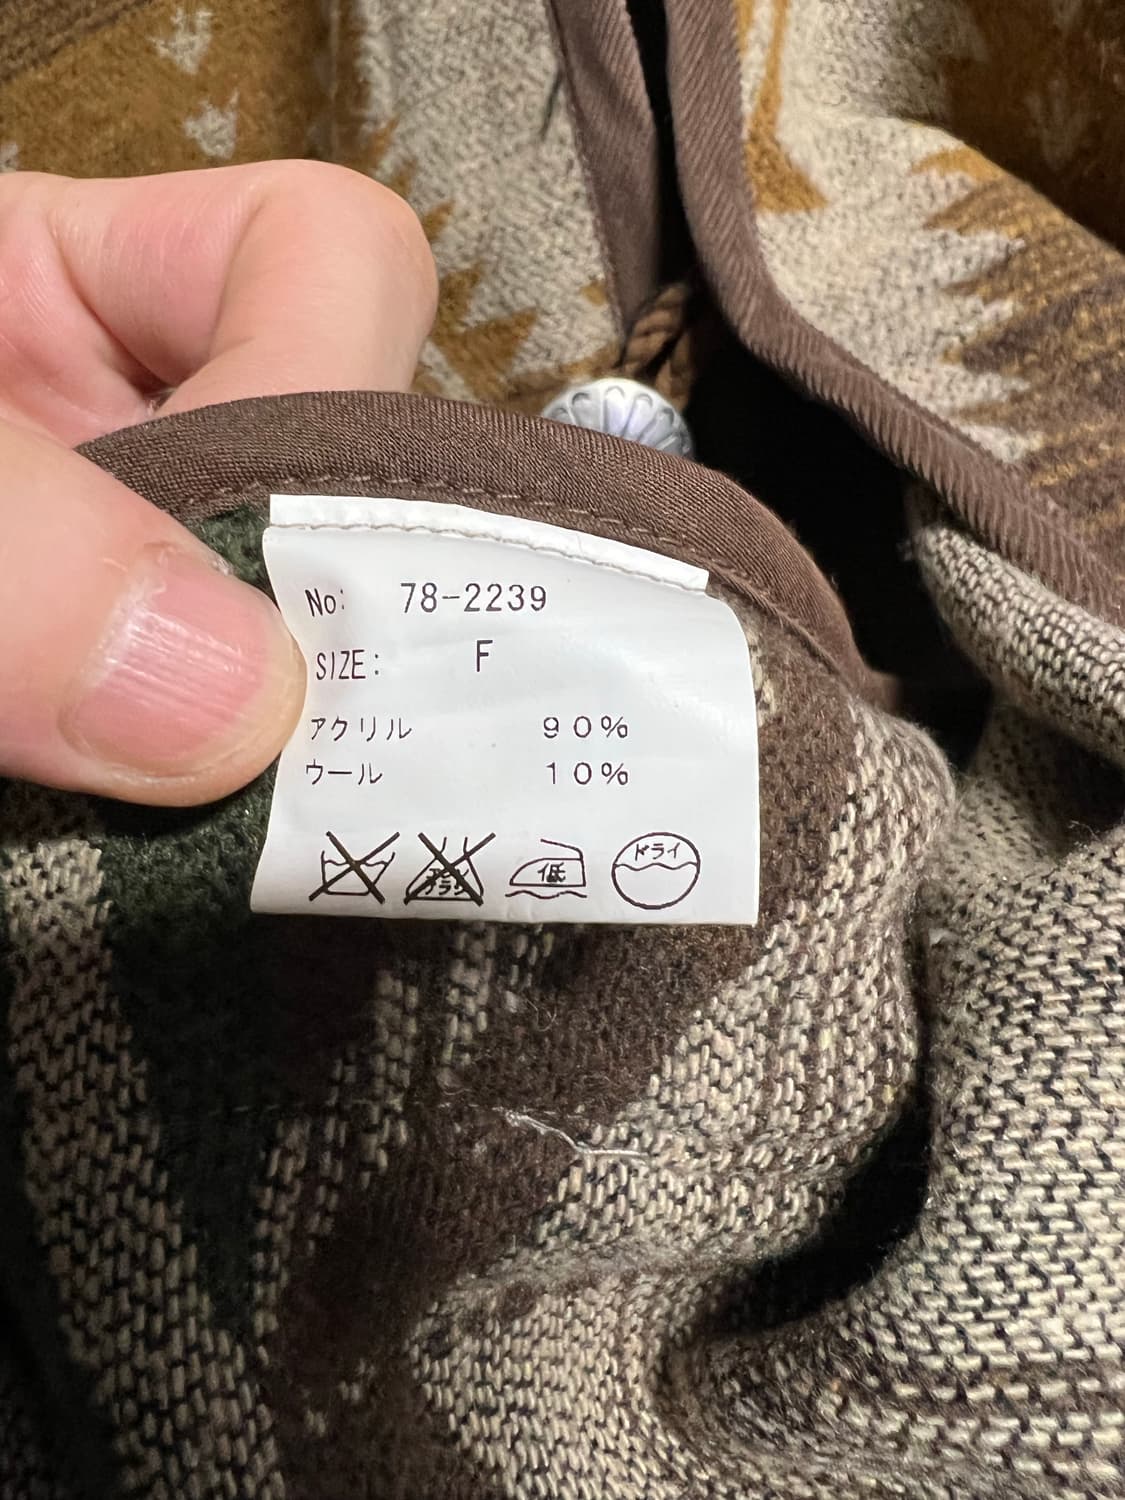 No: 78-2239
SIZE: F
アクリル 90%
ウール 10%
低 ドライ